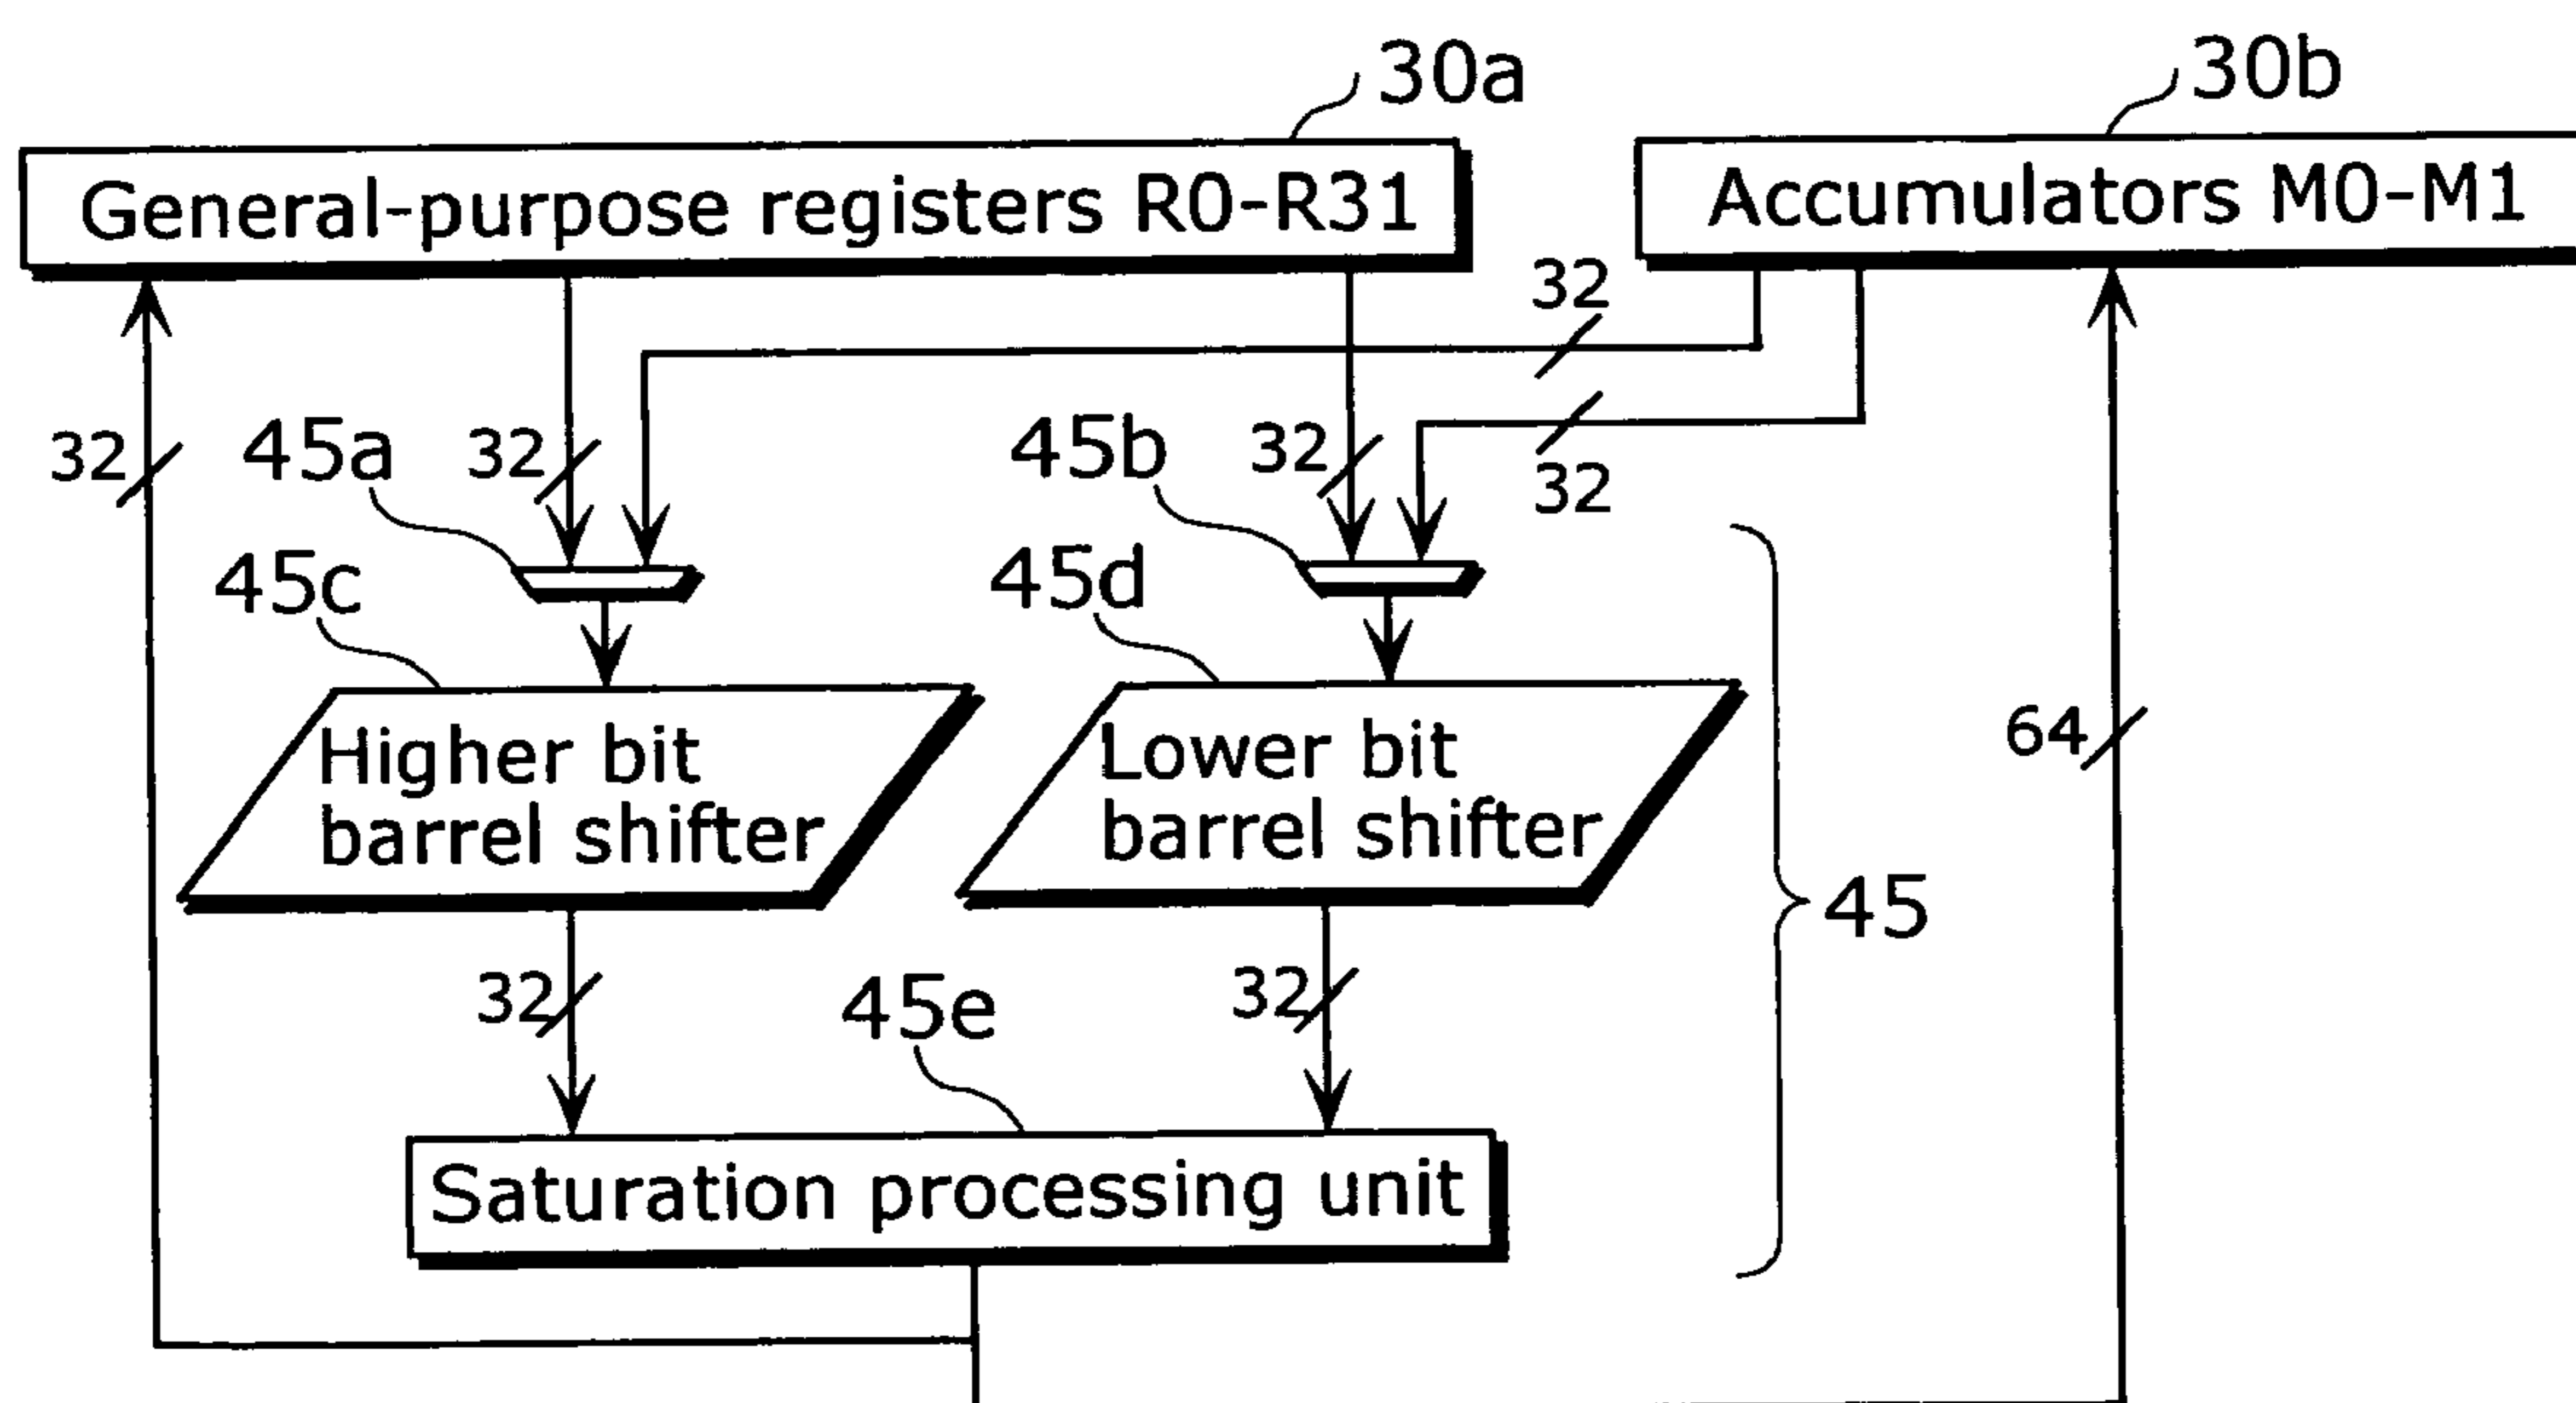 30a
30b
General-purpose registers R0-R31
Accumulators M0-M1
32
32
45a
32
45b
32
32
45c
45d
Higher bit
barrel shifter
Lower bit
barrel shifter
64
45
32
45e
32
Saturation processing unit